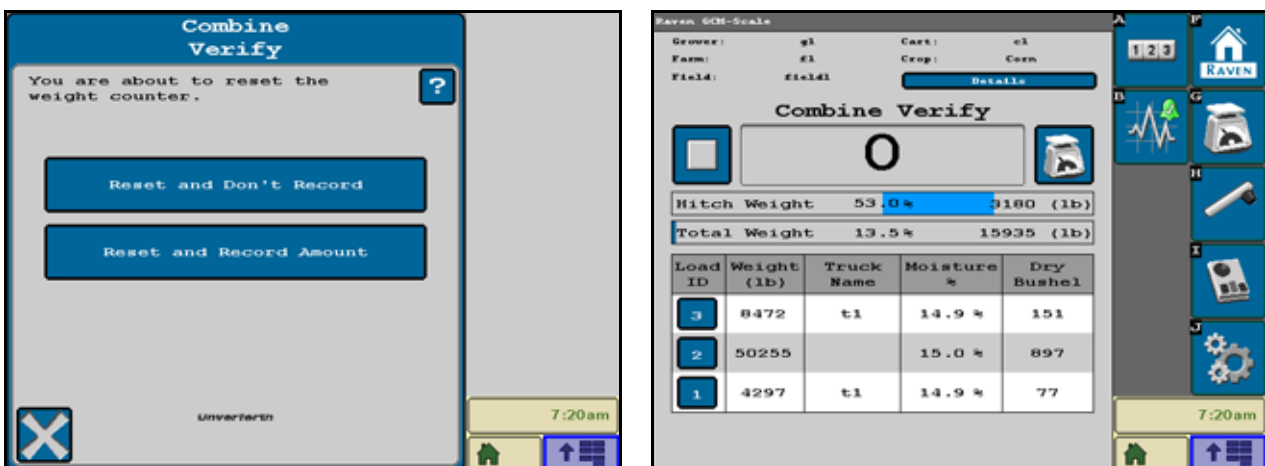 Combine
Verify
You are about to reset the
weight counter.
?
Reset and Don't Record
Reset and Record Amount
Unverferth
7:20am
Raven GCM-Scale
Grower: g1 Cart: c1
Farm: f1 Crop: Corn
Field: field1 Details
Combine Verify
0
Hitch Weight 53.0% 3180 (lb)
Total Weight 13.5% 15935 (lb)
Load ID Weight (lb) Truck Name Moisture % Dry Bushel
3 8472 t1 14.9 % 151
2 50255 15.0 % 897
1 4297 t1 14.9 % 77
A
1 2 3
B
F
RAVEN
G
H
I
J
7:20am